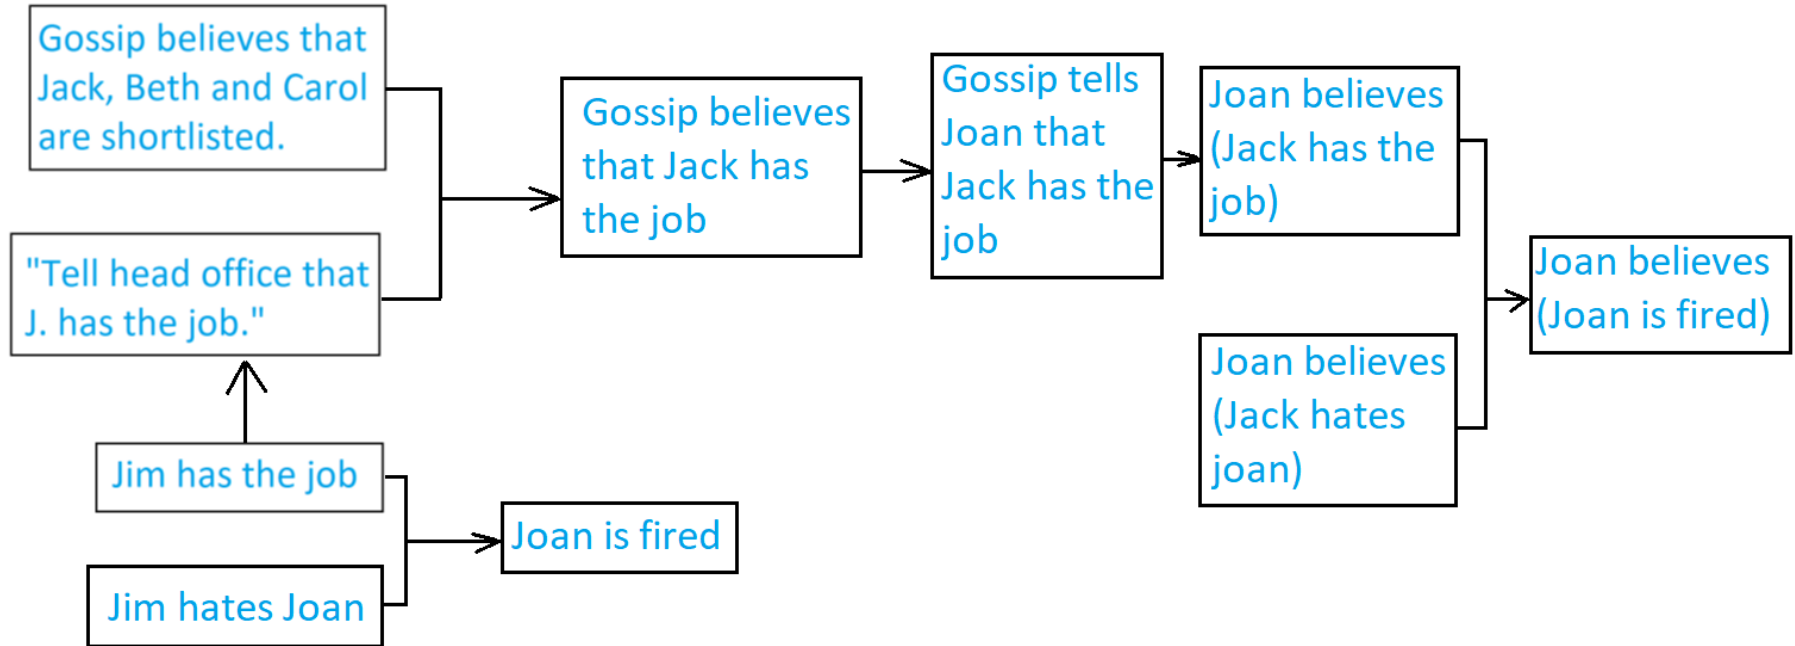 Gossip believes that
Jack, Beth and Carol
are shortlisted.
"Tell head office that
J. has the job."
Jim has the job
Jim hates Joan
Joan is fired
Gossip believes
that Jack has
the job
Gossip tells
Joan that
Jack has the
job
Joan believes
(Jack has the
job)
Joan believes
(Jack hates
joan)
Joan believes
(Joan is fired)